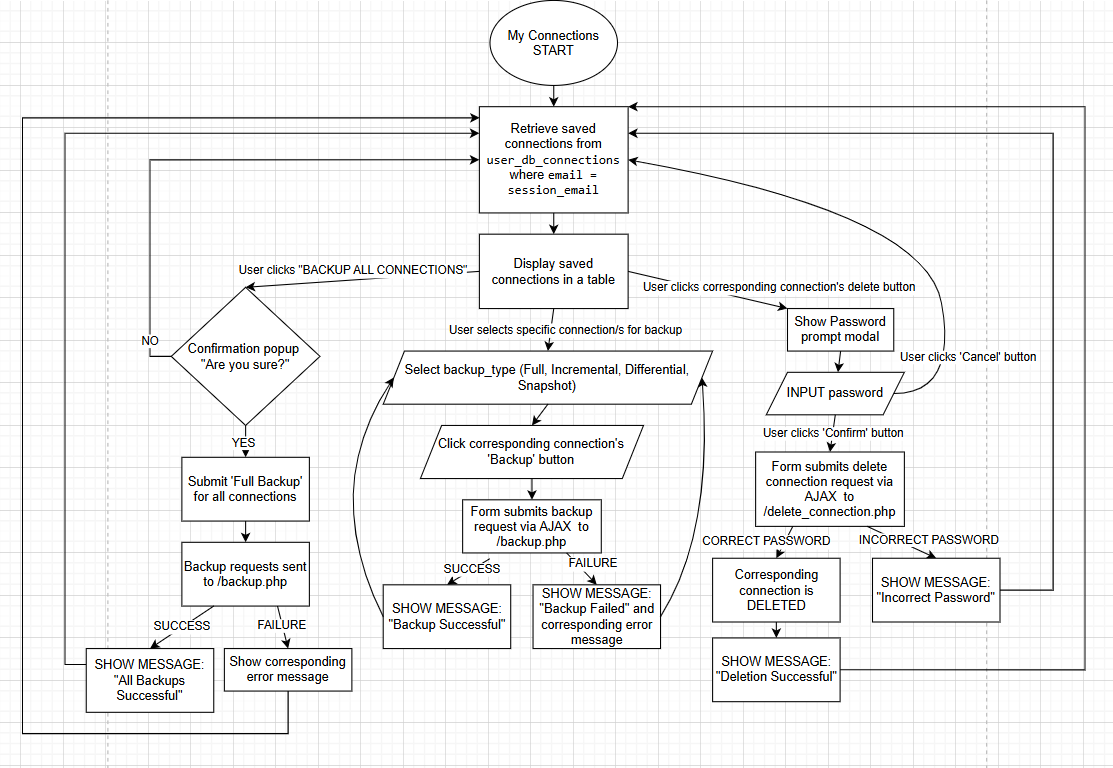 My Connections
START
Retrieve saved
connections from
user_db_connections
where email =
session_email
Display saved
connections in a table
User clicks "BACKUP ALL CONNECTIONS"
User clicks corresponding connection's delete button
User selects specific connection/s for backup
NO
Confirmation popup
"Are you sure?"
YES
Submit 'Full Backup'
for all connections
Backup requests sent
to /backup.php
SUCCESS
FAILURE
SHOW MESSAGE:
"All Backups
Successful"
Show corresponding
error message
Select backup_type (Full, Incremental, Differential,
Snapshot)
Click corresponding connection's
'Backup' button
Form submits backup
request via AJAX to
/backup.php
SUCCESS
FAILURE
SHOW MESSAGE:
"Backup Successful"
SHOW MESSAGE:
"Backup Failed" and
corresponding error
message
Show Password
prompt modal
User clicks 'Cancel' button
INPUT password
User clicks 'Confirm' button
Form submits delete
connection request via
AJAX to
/delete_connection.php
CORRECT PASSWORD
INCORRECT PASSWORD
Corresponding
connection is
DELETED
SHOW MESSAGE:
"Incorrect Password"
SHOW MESSAGE:
"Deletion Successful"